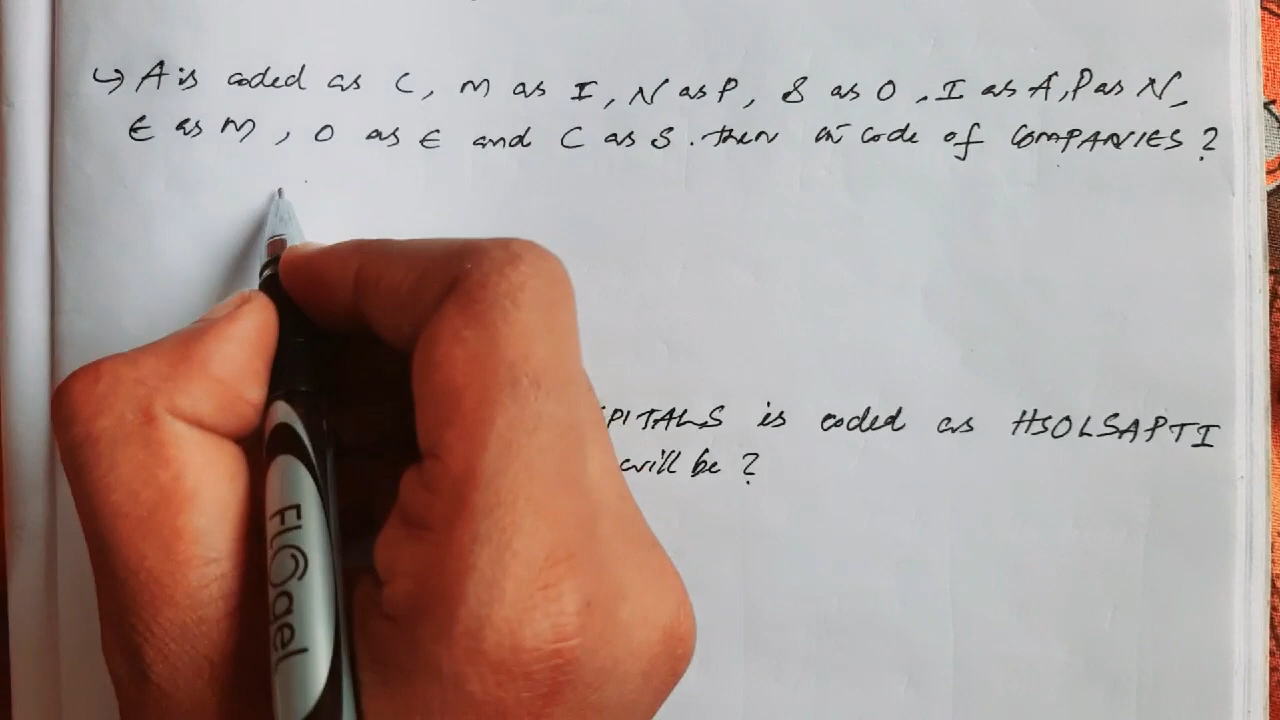 ↪ A is coded as C, M as I, N as P, S as O, I as A, P as N,
E as M, O as E and C as S. then in code of COMPANIES?
PITALS is coded as HSOLSAPTI
will be ?
FLOgel